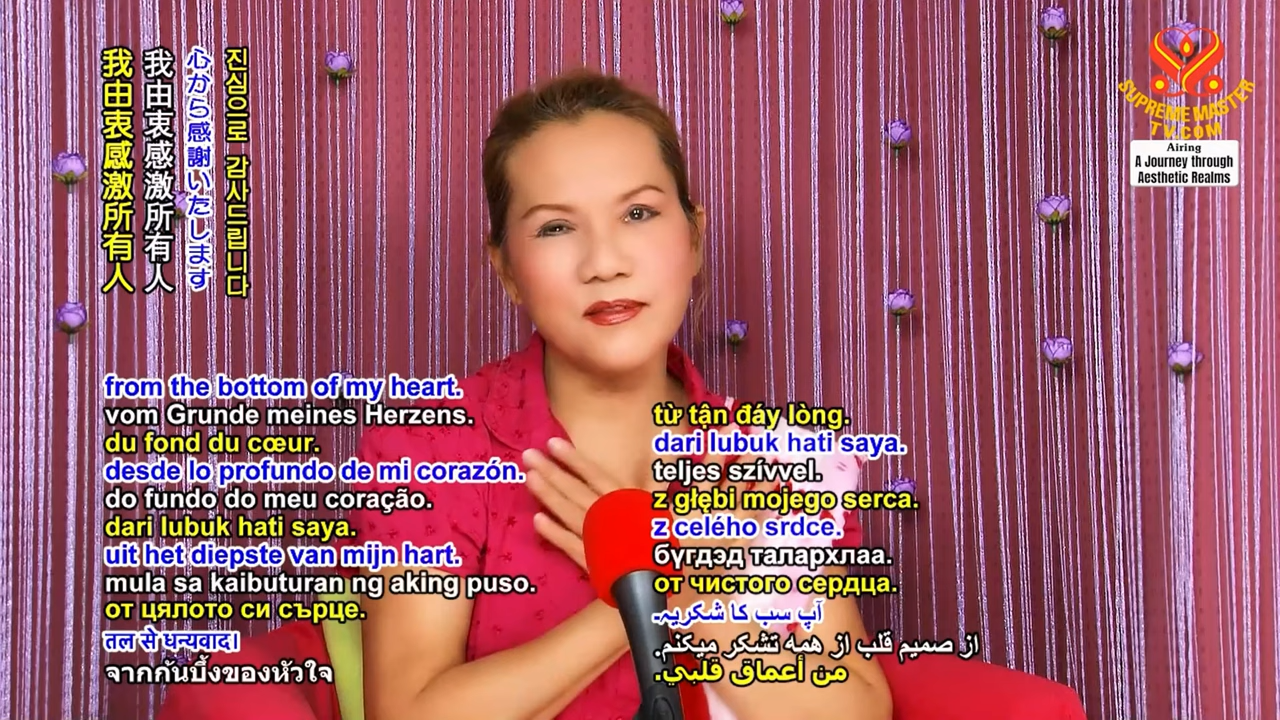 我由衷感激所有人
我由衷感激所有人
心から感謝いたします
진심으로 감사드립니다
SUPREME MASTER
TV.COM
Airing
A Journey through
Aesthetic Realms
from the bottom of my heart.
vom Grunde meines Herzens.
du fond du cœur.
desde lo profundo de mi corazón.
do fundo do meu coração.
dari lubuk hati saya.
uit het diepste van mijn hart.
mula sa kaibuturan ng aking puso.
от цялото си сърце.
तल से धन्यवाद।
จากก้นบึ้งของหัวใจ
từ tận đáy lòng.
dari lubuk hati saya.
teljes szívvel.
z głębi mojego serca.
z celého srdce.
бүгдэд талархлаа.
от чистого сердца.
آپ سب کا شکریہ.
از صمیم قلب از همه تشکر میکنم.
من أعماق قلبي.